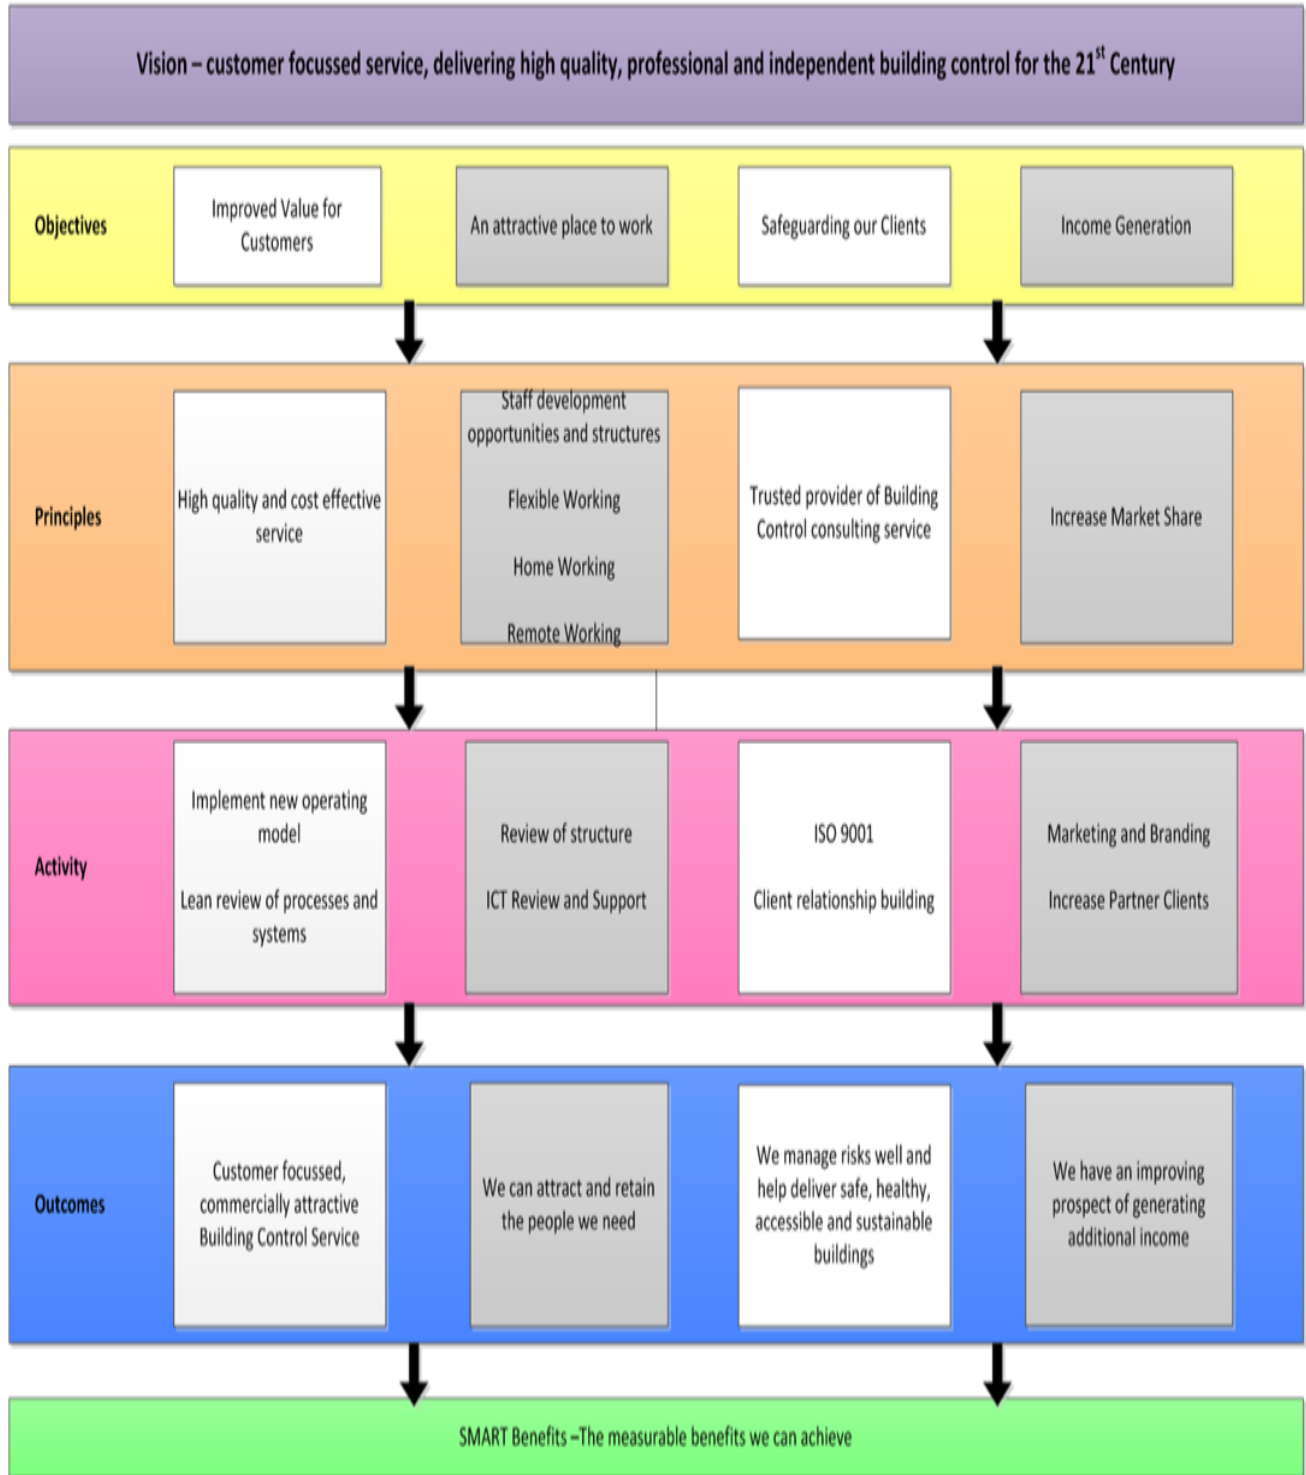 Vision – customer focussed service, delivering high quality, professional and independent building control for the 21st Century
Objectives
Improved Value for
Customers
An attractive place to work
Safeguarding our Clients
Income Generation
Principles
High quality and cost effective
service
Staff development
opportunities and structures
Flexible Working
Home Working
Remote Working
Trusted provider of Building
Control consulting service
Increase Market Share
Activity
Implement new operating
model
Lean review of processes and
systems
Review of structure
ICT Review and Support
ISO 9001
Client relationship building
Marketing and Branding
Increase Partner Clients
Outcomes
Customer focussed,
commercially attractive
Building Control Service
We can attract and retain
the people we need
We manage risks well and
help deliver safe, healthy,
accessible and sustainable
buildings
We have an improving
prospect of generating
additional income
SMART Benefits –The measurable benefits we can achieve